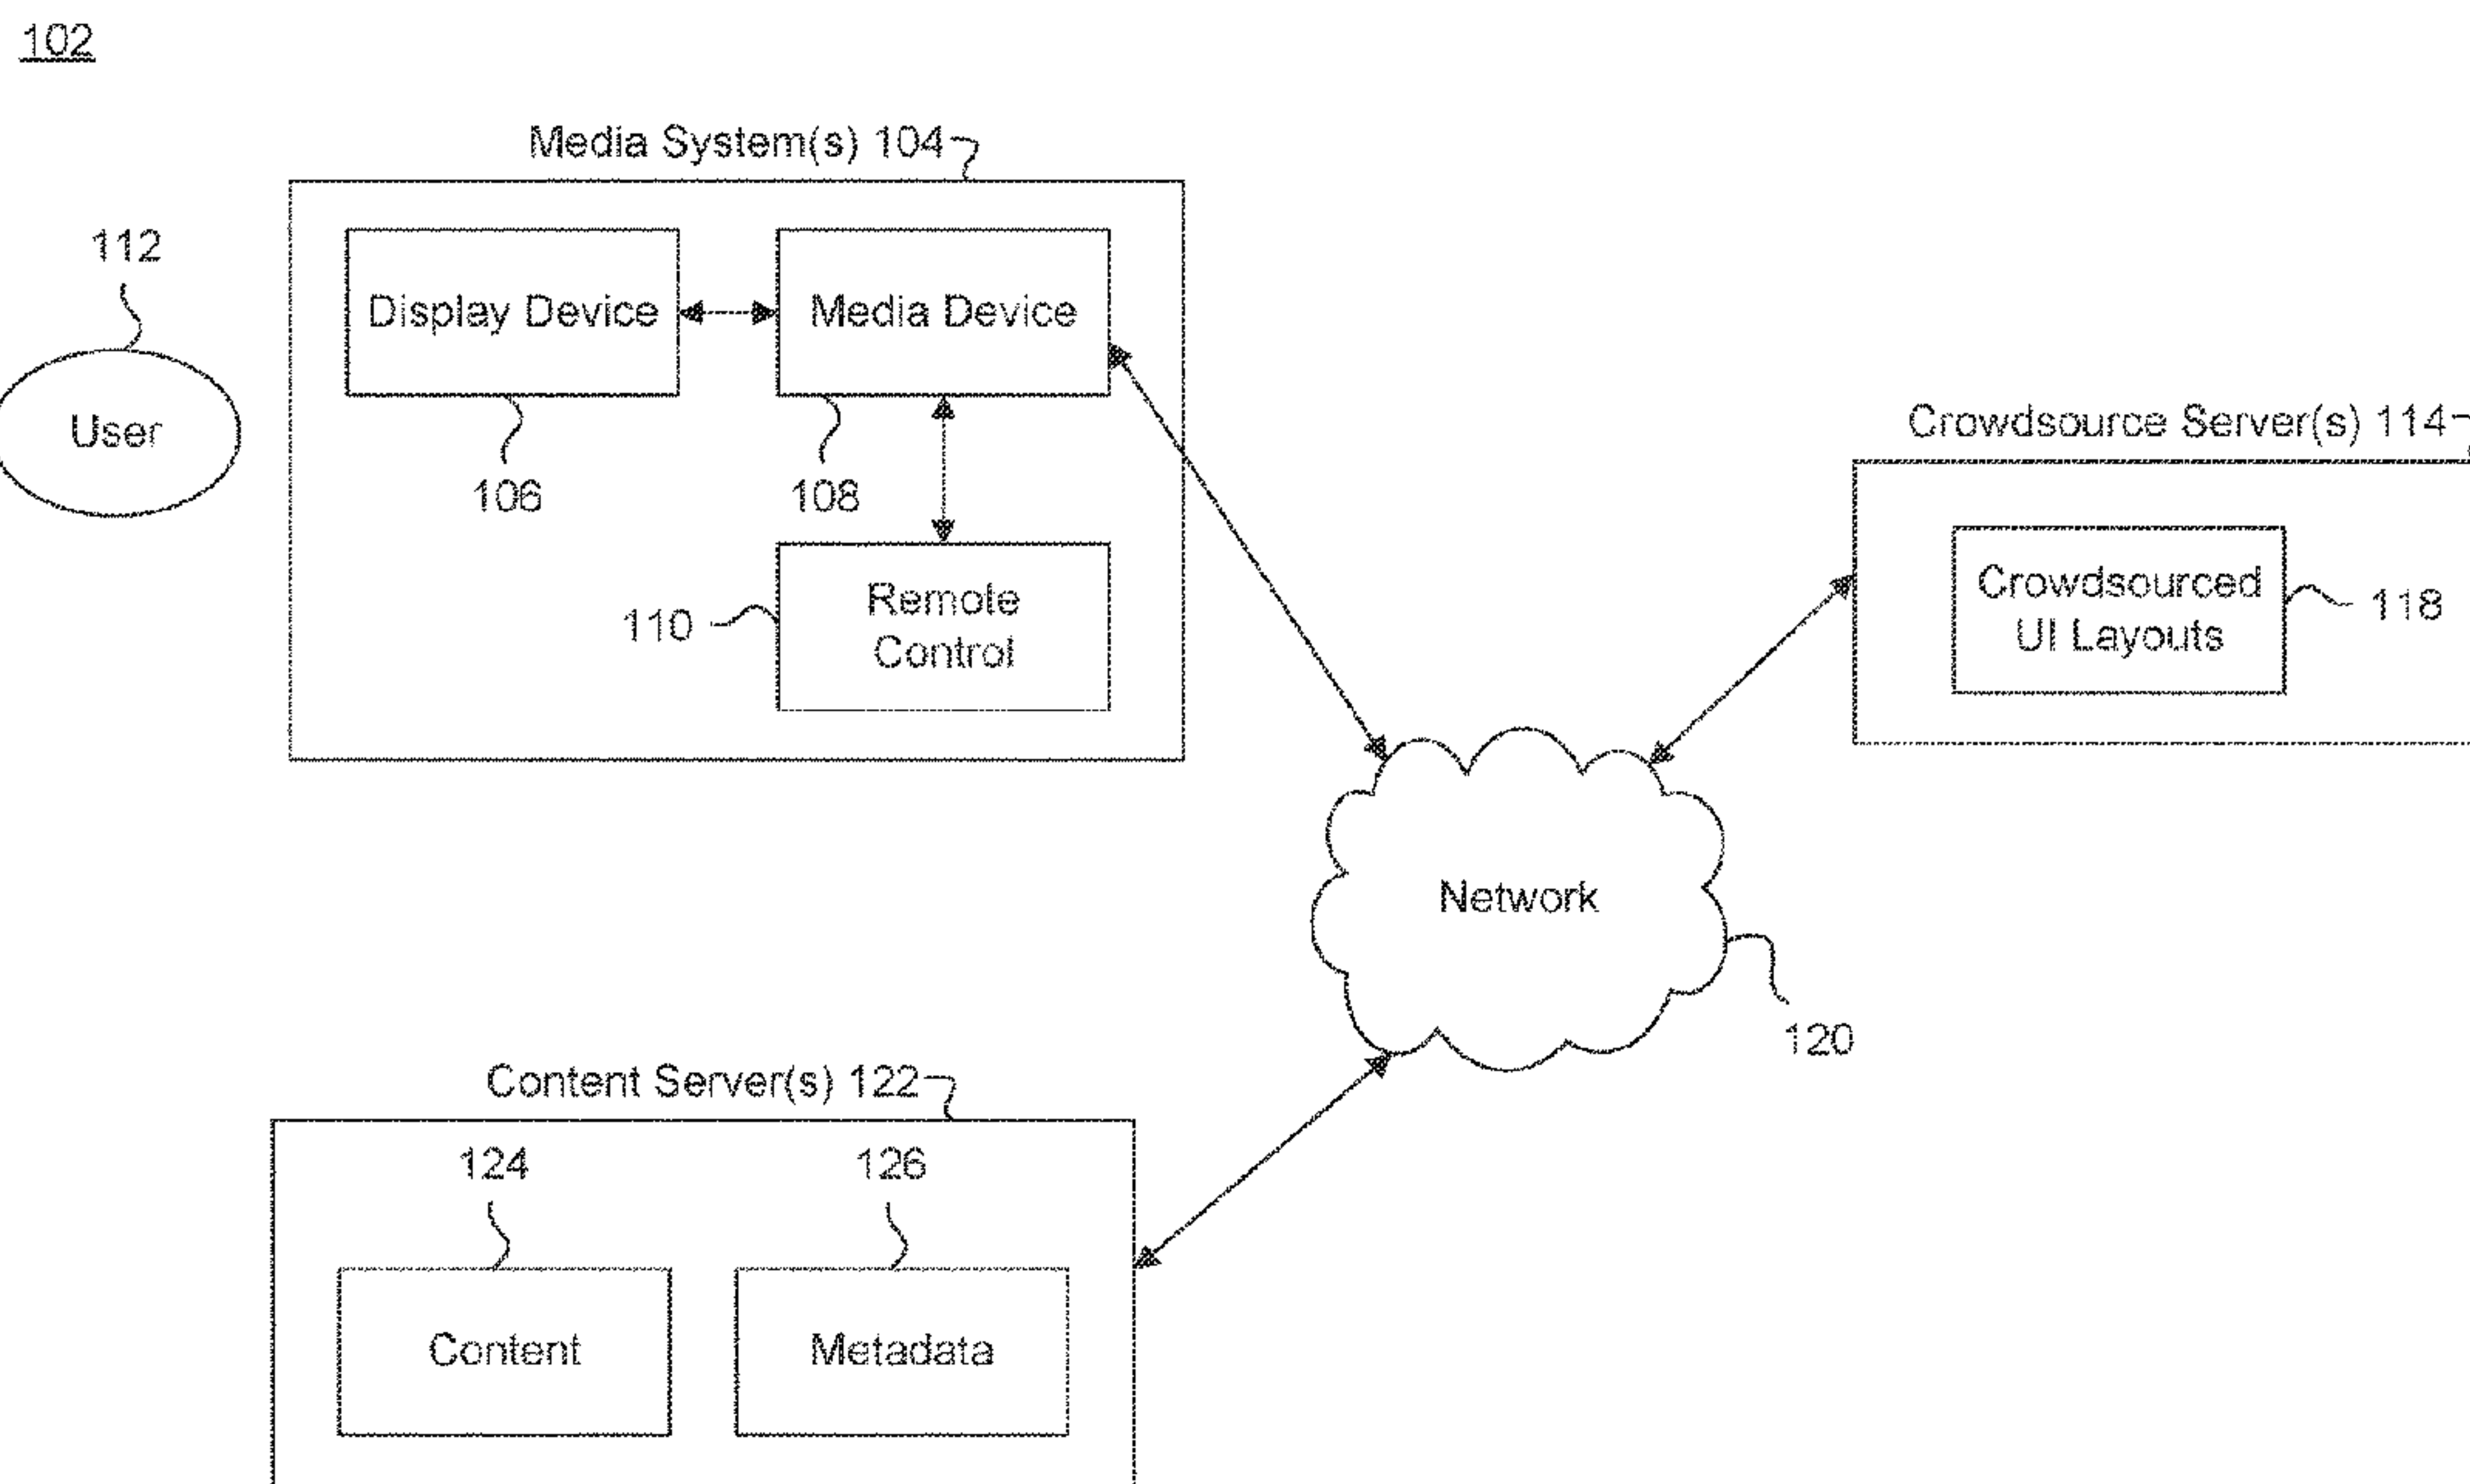 102
Media System(s) 104
112
User
Display Device
Media Device
106
108
110
Remote
Control
Crowdsource Server(s) 114
Crowdsourced
UI Layouts
118
Network
120
Content Server(s) 122
124
126
Content
Metadata